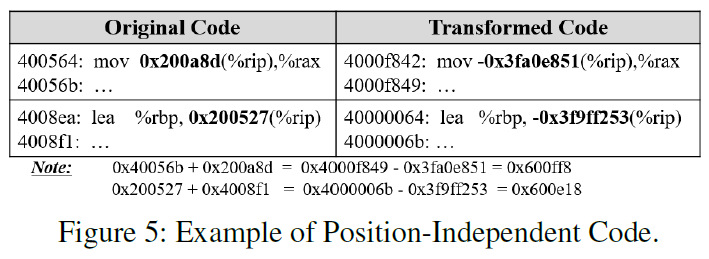 Original Code Transformed Code
400564: mov 0x200a8d(%rip),%rax 4000f842: mov -0x3fa0e851(%rip),%rax
40056b: … 4000f849: …
4008ea: lea %rbp, 0x200527(%rip) 40000064: lea %rbp, -0x3f9ff253(%rip)
4008f1: … 4000006b: …
Note: 0x40056b + 0x200a8d = 0x4000f849 - 0x3fa0e851 = 0x600ff8
0x200527 + 0x4008f1 = 0x4000006b - 0x3f9ff253 = 0x600e18
Figure 5: Example of Position-Independent Code.